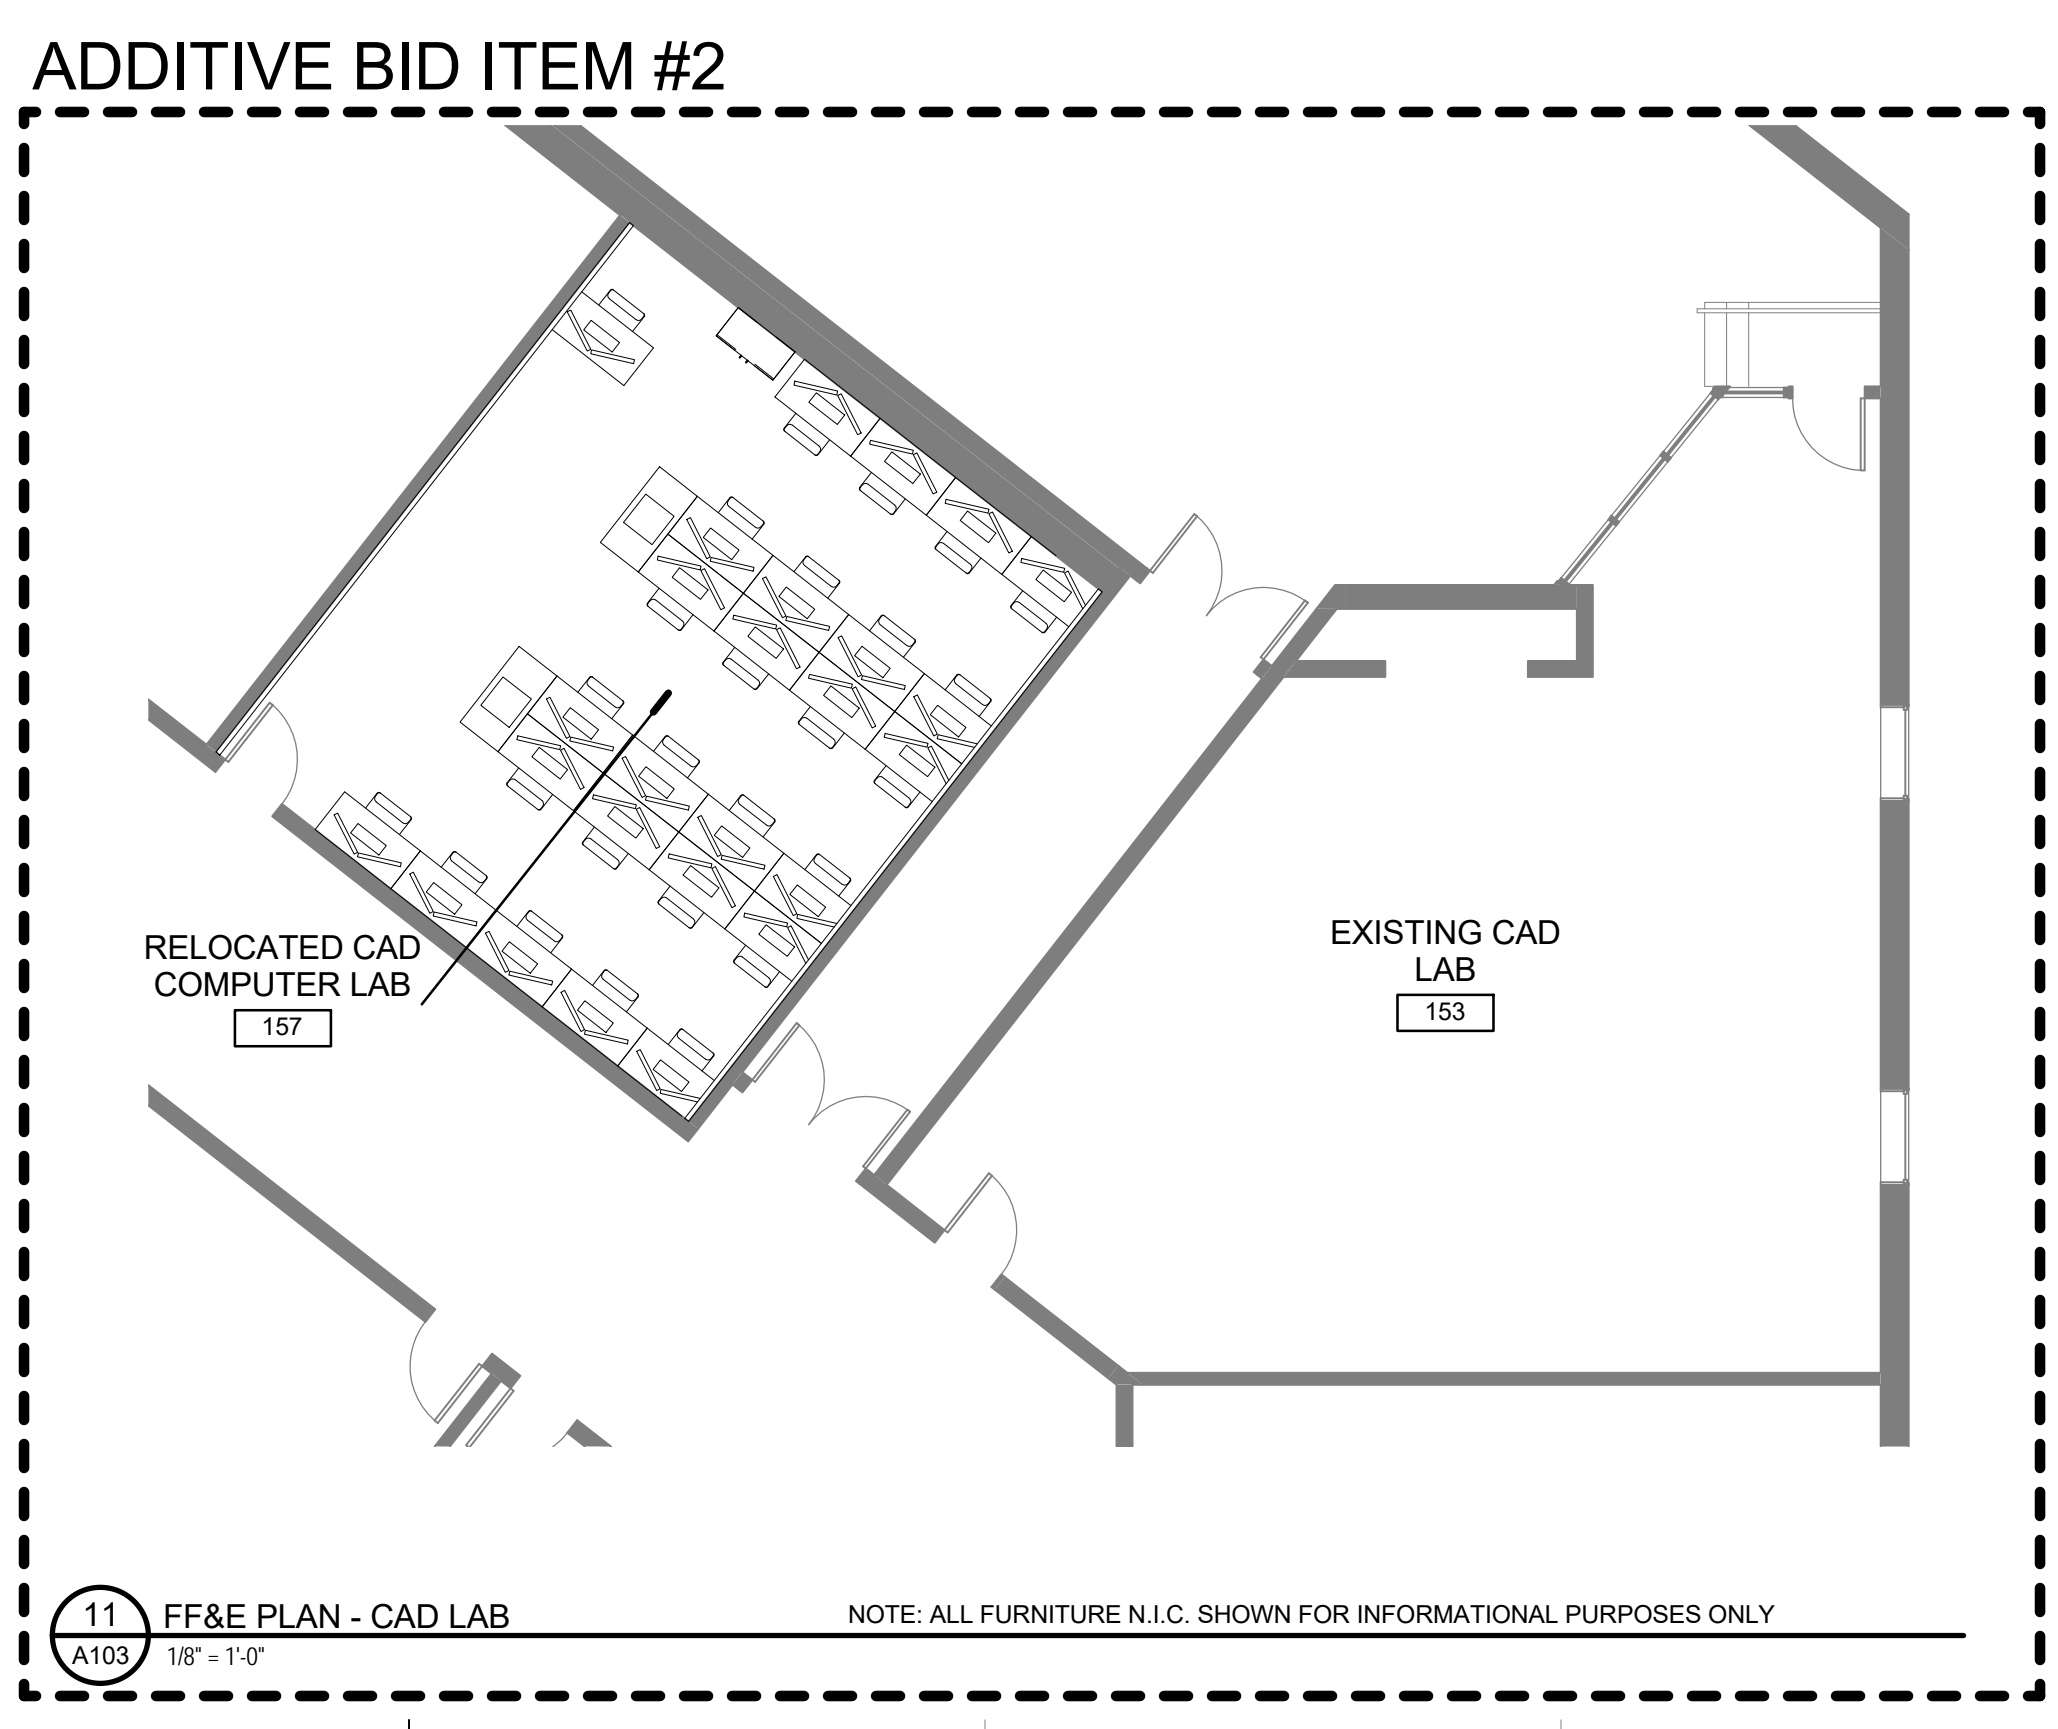 ADDITIVE BID ITEM #2
RELOCATED CAD
COMPUTER LAB
157
EXISTING CAD
LAB
153
11
A103
FF&E PLAN - CAD LAB
1/8" = 1'-0"
NOTE: ALL FURNITURE N.I.C. SHOWN FOR INFORMATIONAL PURPOSES ONLY